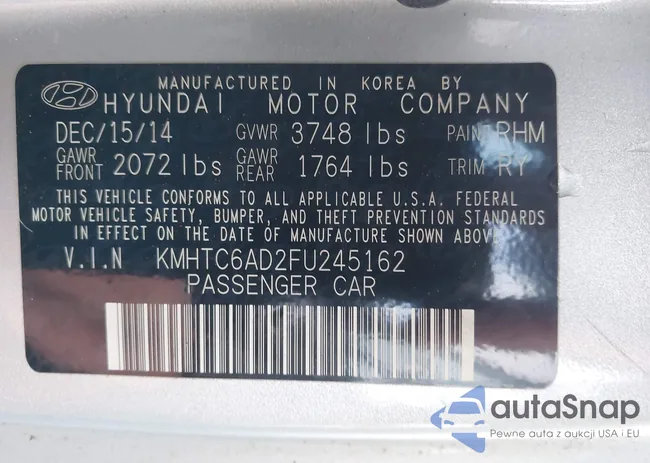 MANUFACTURED IN KOREA BY
HYUNDAI MOTOR COMPANY
DEC/15/14 GVWR 3748 lbs PAINT RHM
GAWR FRONT 2072 lbs GAWR REAR 1764 lbs TRIM RY
THIS VEHICLE CONFORMS TO ALL APPLICABLE U.S.A. FEDERAL
MOTOR VEHICLE SAFETY, BUMPER, AND THEFT PREVENTION STANDARDS
IN EFFECT ON THE DATE OF MANUFACTURE SHOWN ABOVE.
V.I.N KMHTC6AD2FU245162
PASSENGER CAR
autaSnap
Pewne auta z aukcji USA i EU